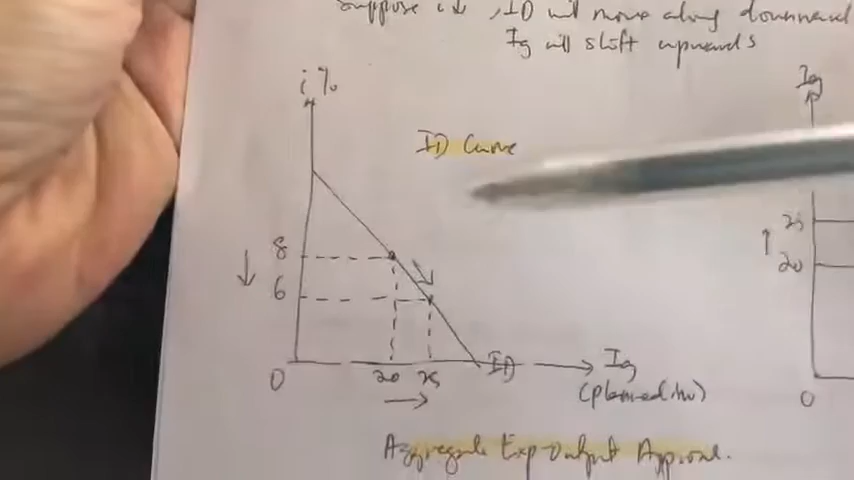 Suppose i↓, ID will move along downward
Ig will shift upwards
i%
Ig
ID Curve
8
6
25
20
0
20
25
ID
Ig
(planned inv)
0
Aggregate Exp-Output Approach.